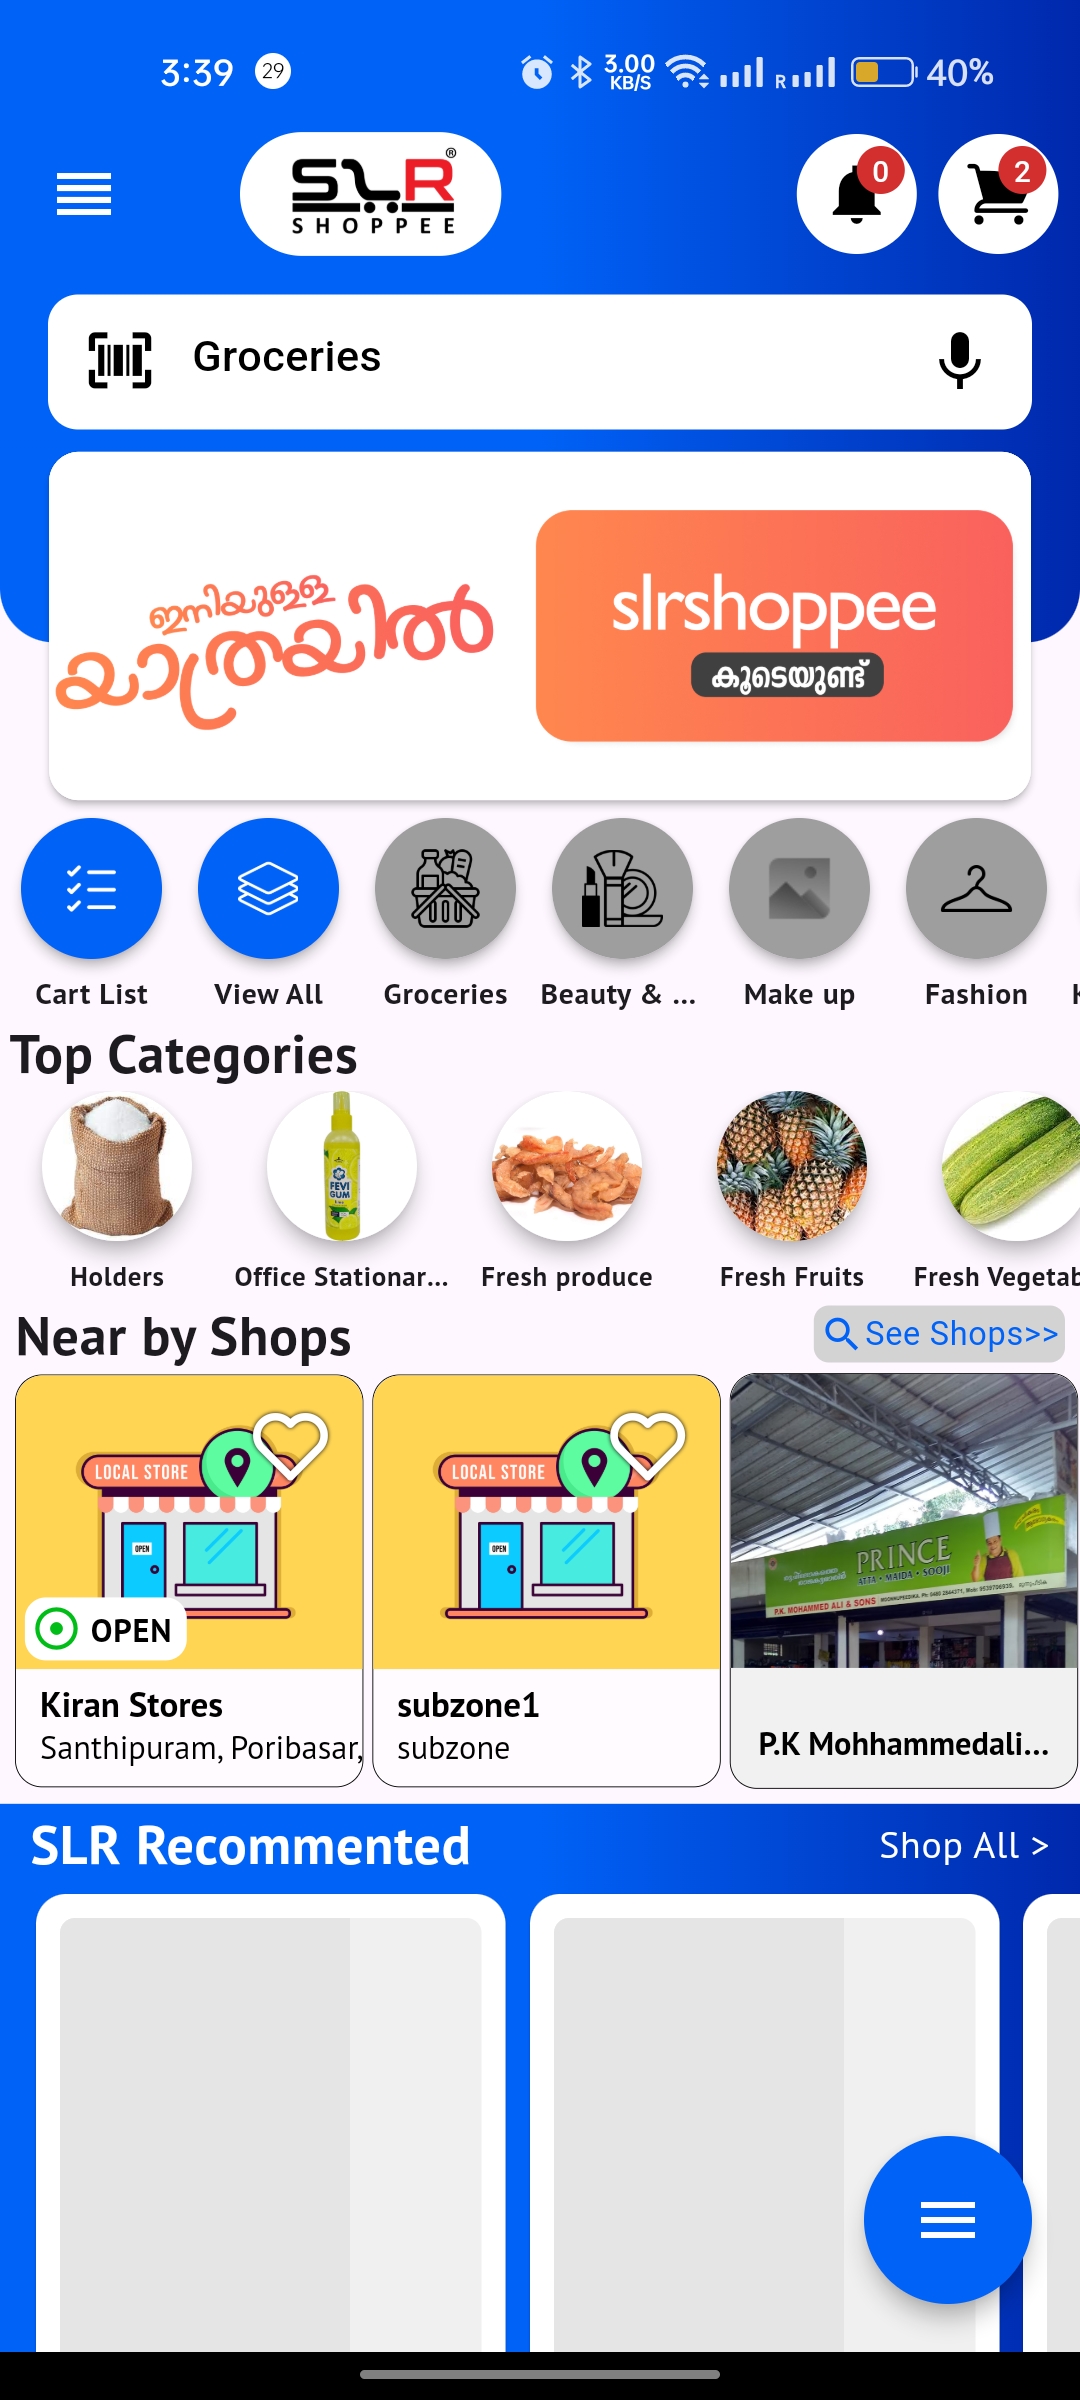 3:39 29 3.00 KB/S R 40%
SLR®
SHOPPEE
0
2
Groceries
ഇനിയുള്ള
യാത്രയിൽ
slrshoppee
കൂടെയുണ്ട്
Cart List View All Groceries Beauty & ... Make up Fashion
Top Categories
FEVI
GUM
Holders Office Stationar... Fresh produce Fresh Fruits Fresh Vegetab
Near by Shops
See Shops>>
LOCAL STORE
OPEN
OPEN
Kiran Stores
Santhipuram, Poribasar,
LOCAL STORE
OPEN
subzone1
subzone
PRINCE
ATTA • MAIDA • SOOJI
P.K. MOHAMMED ALI & SONS
P.K Mohhammedali...
SLR Recommented
Shop All >